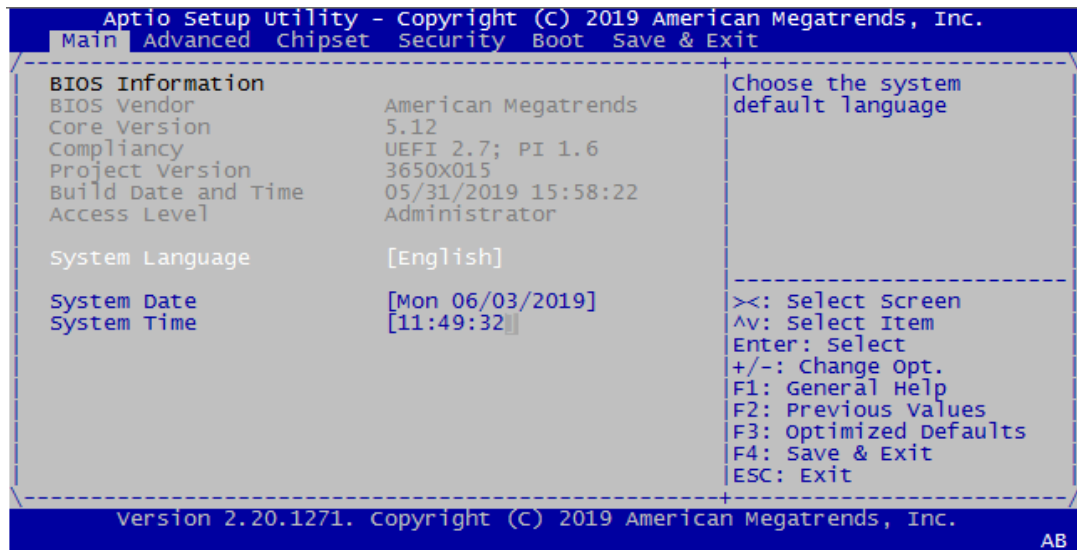 Aptio Setup Utility - Copyright (C) 2019 American Megatrends, Inc.
Main Advanced Chipset Security Boot Save & Exit
BIOS Information
BIOS Vendor American Megatrends
Core Version 5.12
Compliancy UEFI 2.7; PI 1.6
Project Version 3650X015
Build Date and Time 05/31/2019 15:58:22
Access Level Administrator
System Language [English]
System Date [Mon 06/03/2019]
System Time [11:49:32]
Choose the system
default language
><: Select Screen
^v: Select Item
Enter: Select
+/-: Change Opt.
F1: General Help
F2: Previous Values
F3: Optimized Defaults
F4: Save & Exit
ESC: Exit
Version 2.20.1271. Copyright (C) 2019 American Megatrends, Inc.
AB